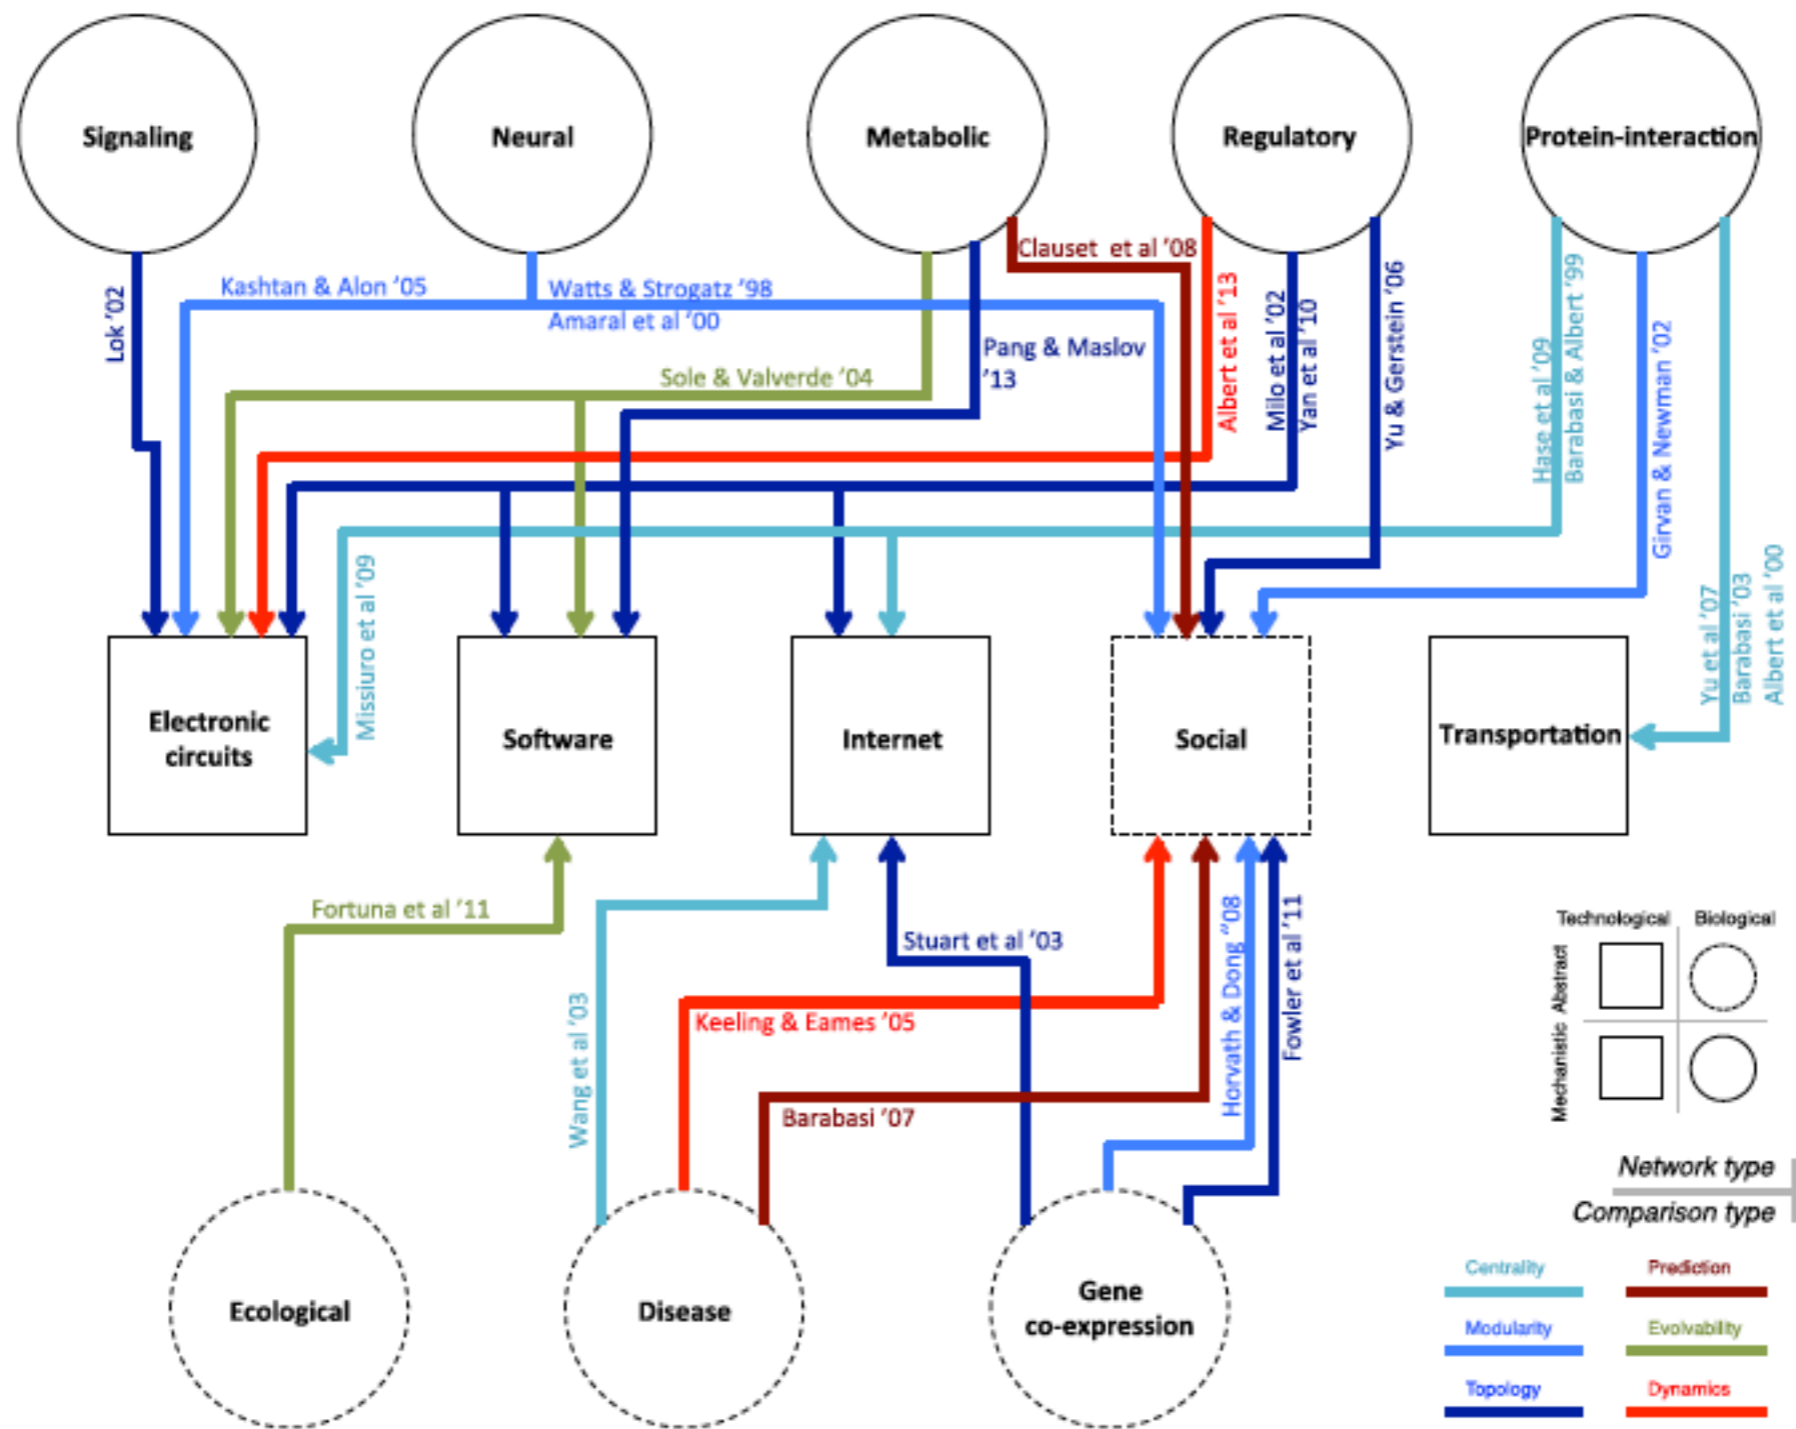 Signaling
Neural
Metabolic
Regulatory
Protein-interaction
Lok ’02
Kashtan & Alon ’05
Watts & Strogatz ’98
Amaral et al ’00
Sole & Valverde ’04
Pang & Maslov
’13
Clauset et al ’08
Albert et al ’13
Milo et al ’02
Yan et al ’10
Yu & Gerstein ’06
Hase et al ’09
Barabasi & Albert ’99
Girvan & Newman ’02
Yu et al ’07
Barabasi ’03
Albert et al ’00
Missiuro et al ’09
Electronic
circuits
Software
Internet
Social
Transportation
Fortuna et al ’11
Wang et al ’03
Stuart et al ’03
Keeling & Eames ’05
Barabasi ’07
Horvath & Dong ’’08
Fowler et al ’11
Ecological
Disease
Gene
co-expression
Technological
Biological
Abstract
Mechanistic
Network type
Comparison type
Centrality
Prediction
Modularity
Evolvability
Topology
Dynamics